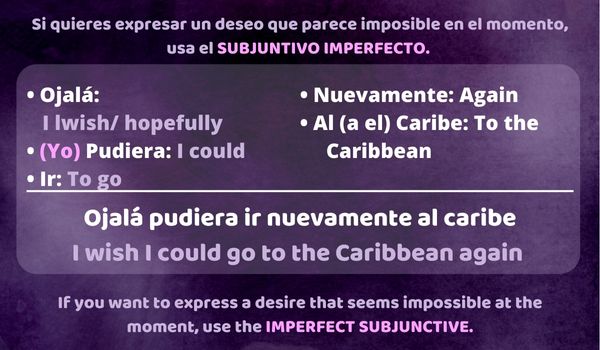 Si quieres expresar un deseo que parece imposible en el momento,
usa el SUBJUNTIVO IMPERFECTO.
• Ojalá:
I lwish/ hopefully
• (Yo) Pudiera: I could
• Ir: To go
• Nuevamente: Again
• Al (a el) Caribe: To the
Caribbean
Ojalá pudiera ir nuevamente al caribe
I wish I could go to the Caribbean again
If you want to express a desire that seems impossible at the
moment, use the IMPERFECT SUBJUNCTIVE.